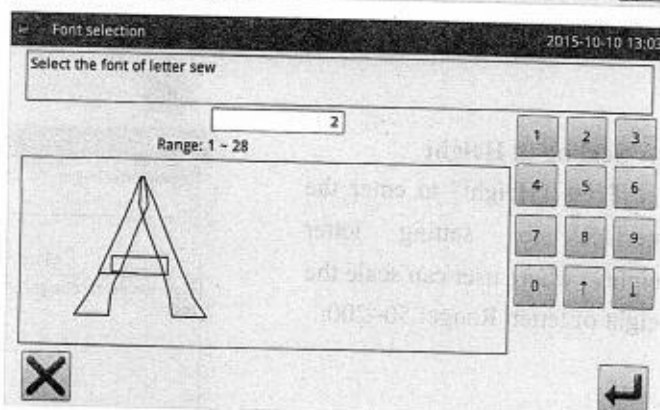 Font selection
2015-10-10 13:03
Select the font of letter sew
2
Range: 1 ~ 28
1 2 3
4 5 6
7 8 9
0 ↑ ↓
A